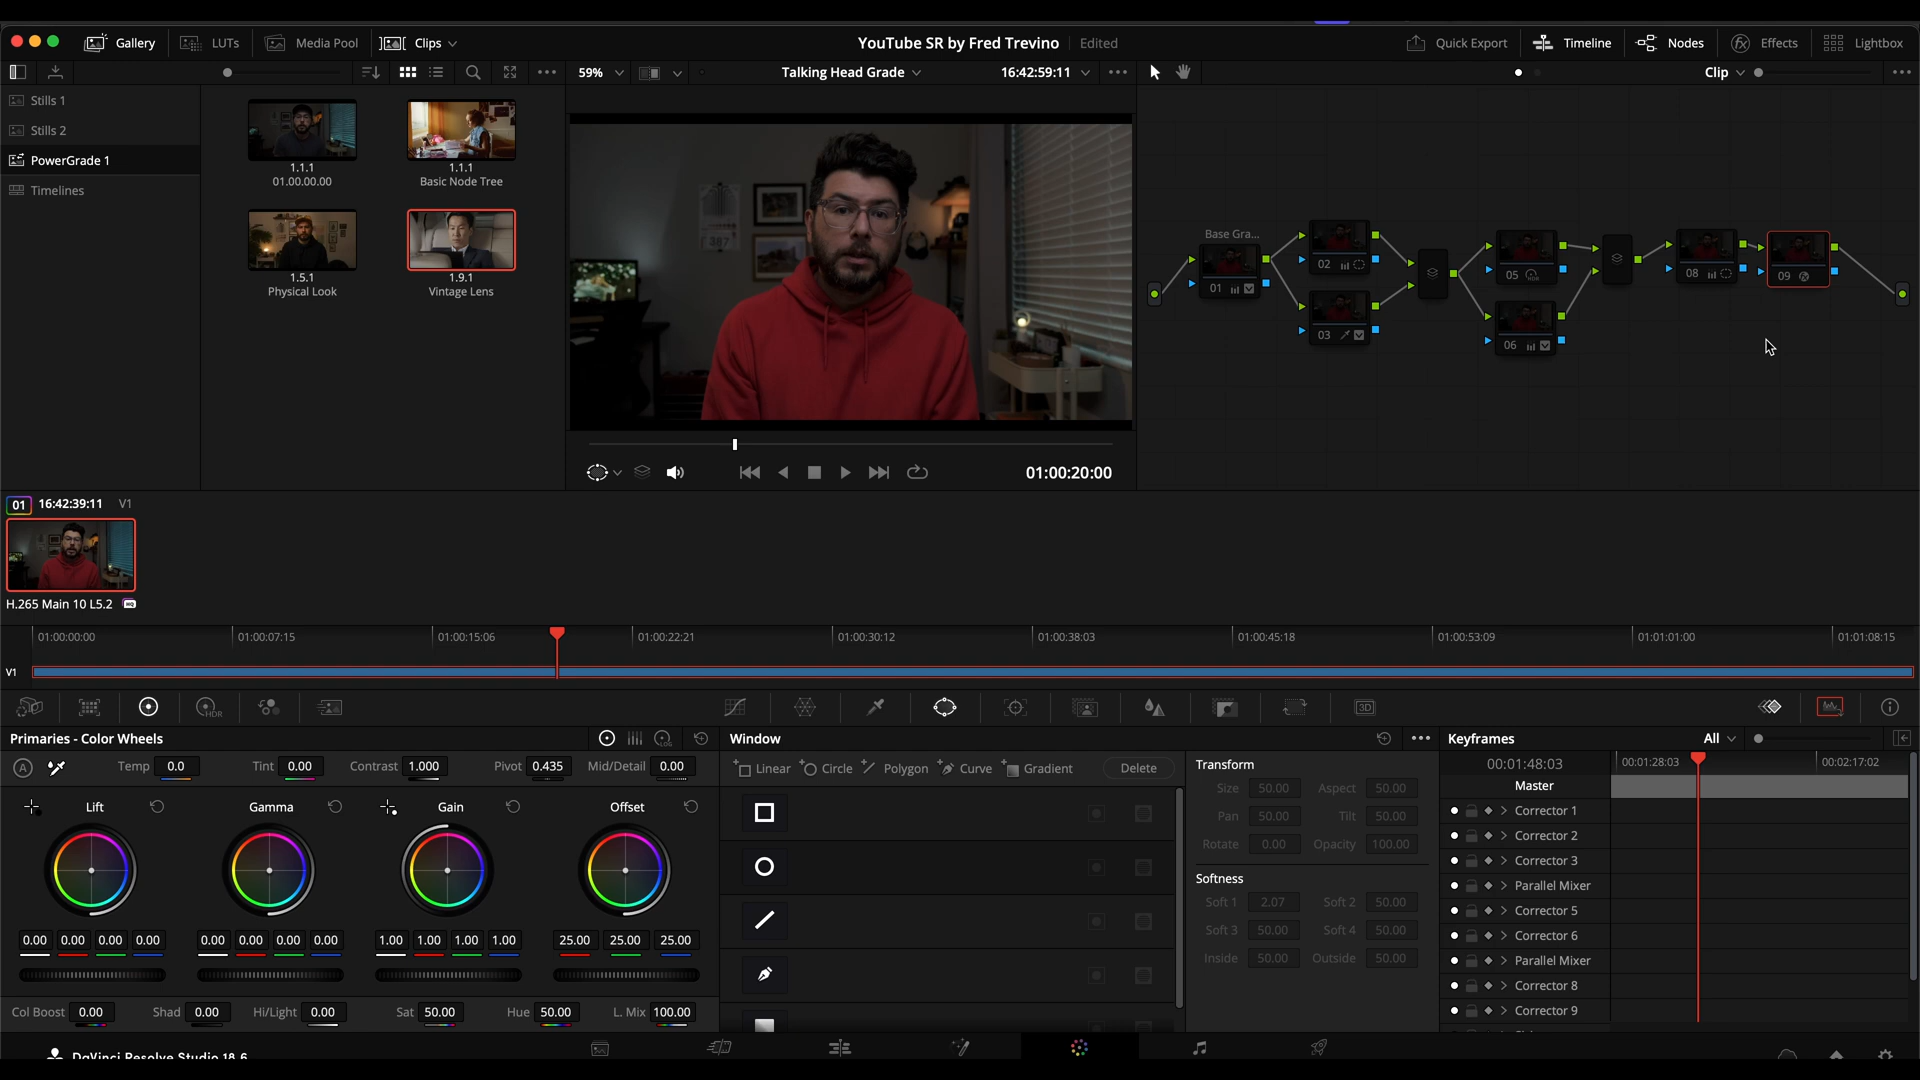 Gallery
LUTs
Media Pool
Clips
YouTube SR by Fred Trevino
Edited
Quick Export
Timeline
Nodes
Effects
Lightbox
59%
Talking Head Grade
16:42:59:11
Clip
Stills 1
Stills 2
PowerGrade 1
Timelines
1.1.1
01.00.00.00
1.1.1
Basic Node Tree
1.5.1
Physical Look
1.9.1
Vintage Lens
387
Base Gra...
01
02
03
05
HDR
06
08
09
01:00:20:00
01 16:42:39:11 V1
H.265 Main 10 L5.2 HQ
01:00:00:00
01:00:07:15
01:00:15:06
01:00:22:21
01:00:30:12
01:00:38:03
01:00:45:18
01:00:53:09
01:01:01:00
01:01:08:15
V1
HDR
3D
Primaries - Color Wheels
LOG
A
Temp 0.0
Tint 0.00
Contrast 1.000
Pivot 0.435
Mid/Detail 0.00
Lift
Gamma
Gain
Offset
0.00 0.00 0.00 0.00
0.00 0.00 0.00 0.00
1.00 1.00 1.00 1.00
25.00 25.00 25.00
Col Boost 0.00
Shad 0.00
Hi/Light 0.00
Sat 50.00
Hue 50.00
L. Mix 100.00
Window
Linear
Circle
Polygon
Curve
Gradient
Delete
Transform
Size 50.00 Aspect 50.00
Pan 50.00 Tilt 50.00
Rotate 0.00 Opacity 100.00
Softness
Soft 1 2.07 Soft 2 50.00
Soft 3 50.00 Soft 4 50.00
Inside 50.00 Outside 50.00
Keyframes
All
00:01:48:03
00:01:28:03
00:02:17:02
Master
Corrector 1
Corrector 2
Corrector 3
Parallel Mixer
Corrector 5
Corrector 6
Parallel Mixer
Corrector 8
Corrector 9
DaVinci Resolve Studio 18.6